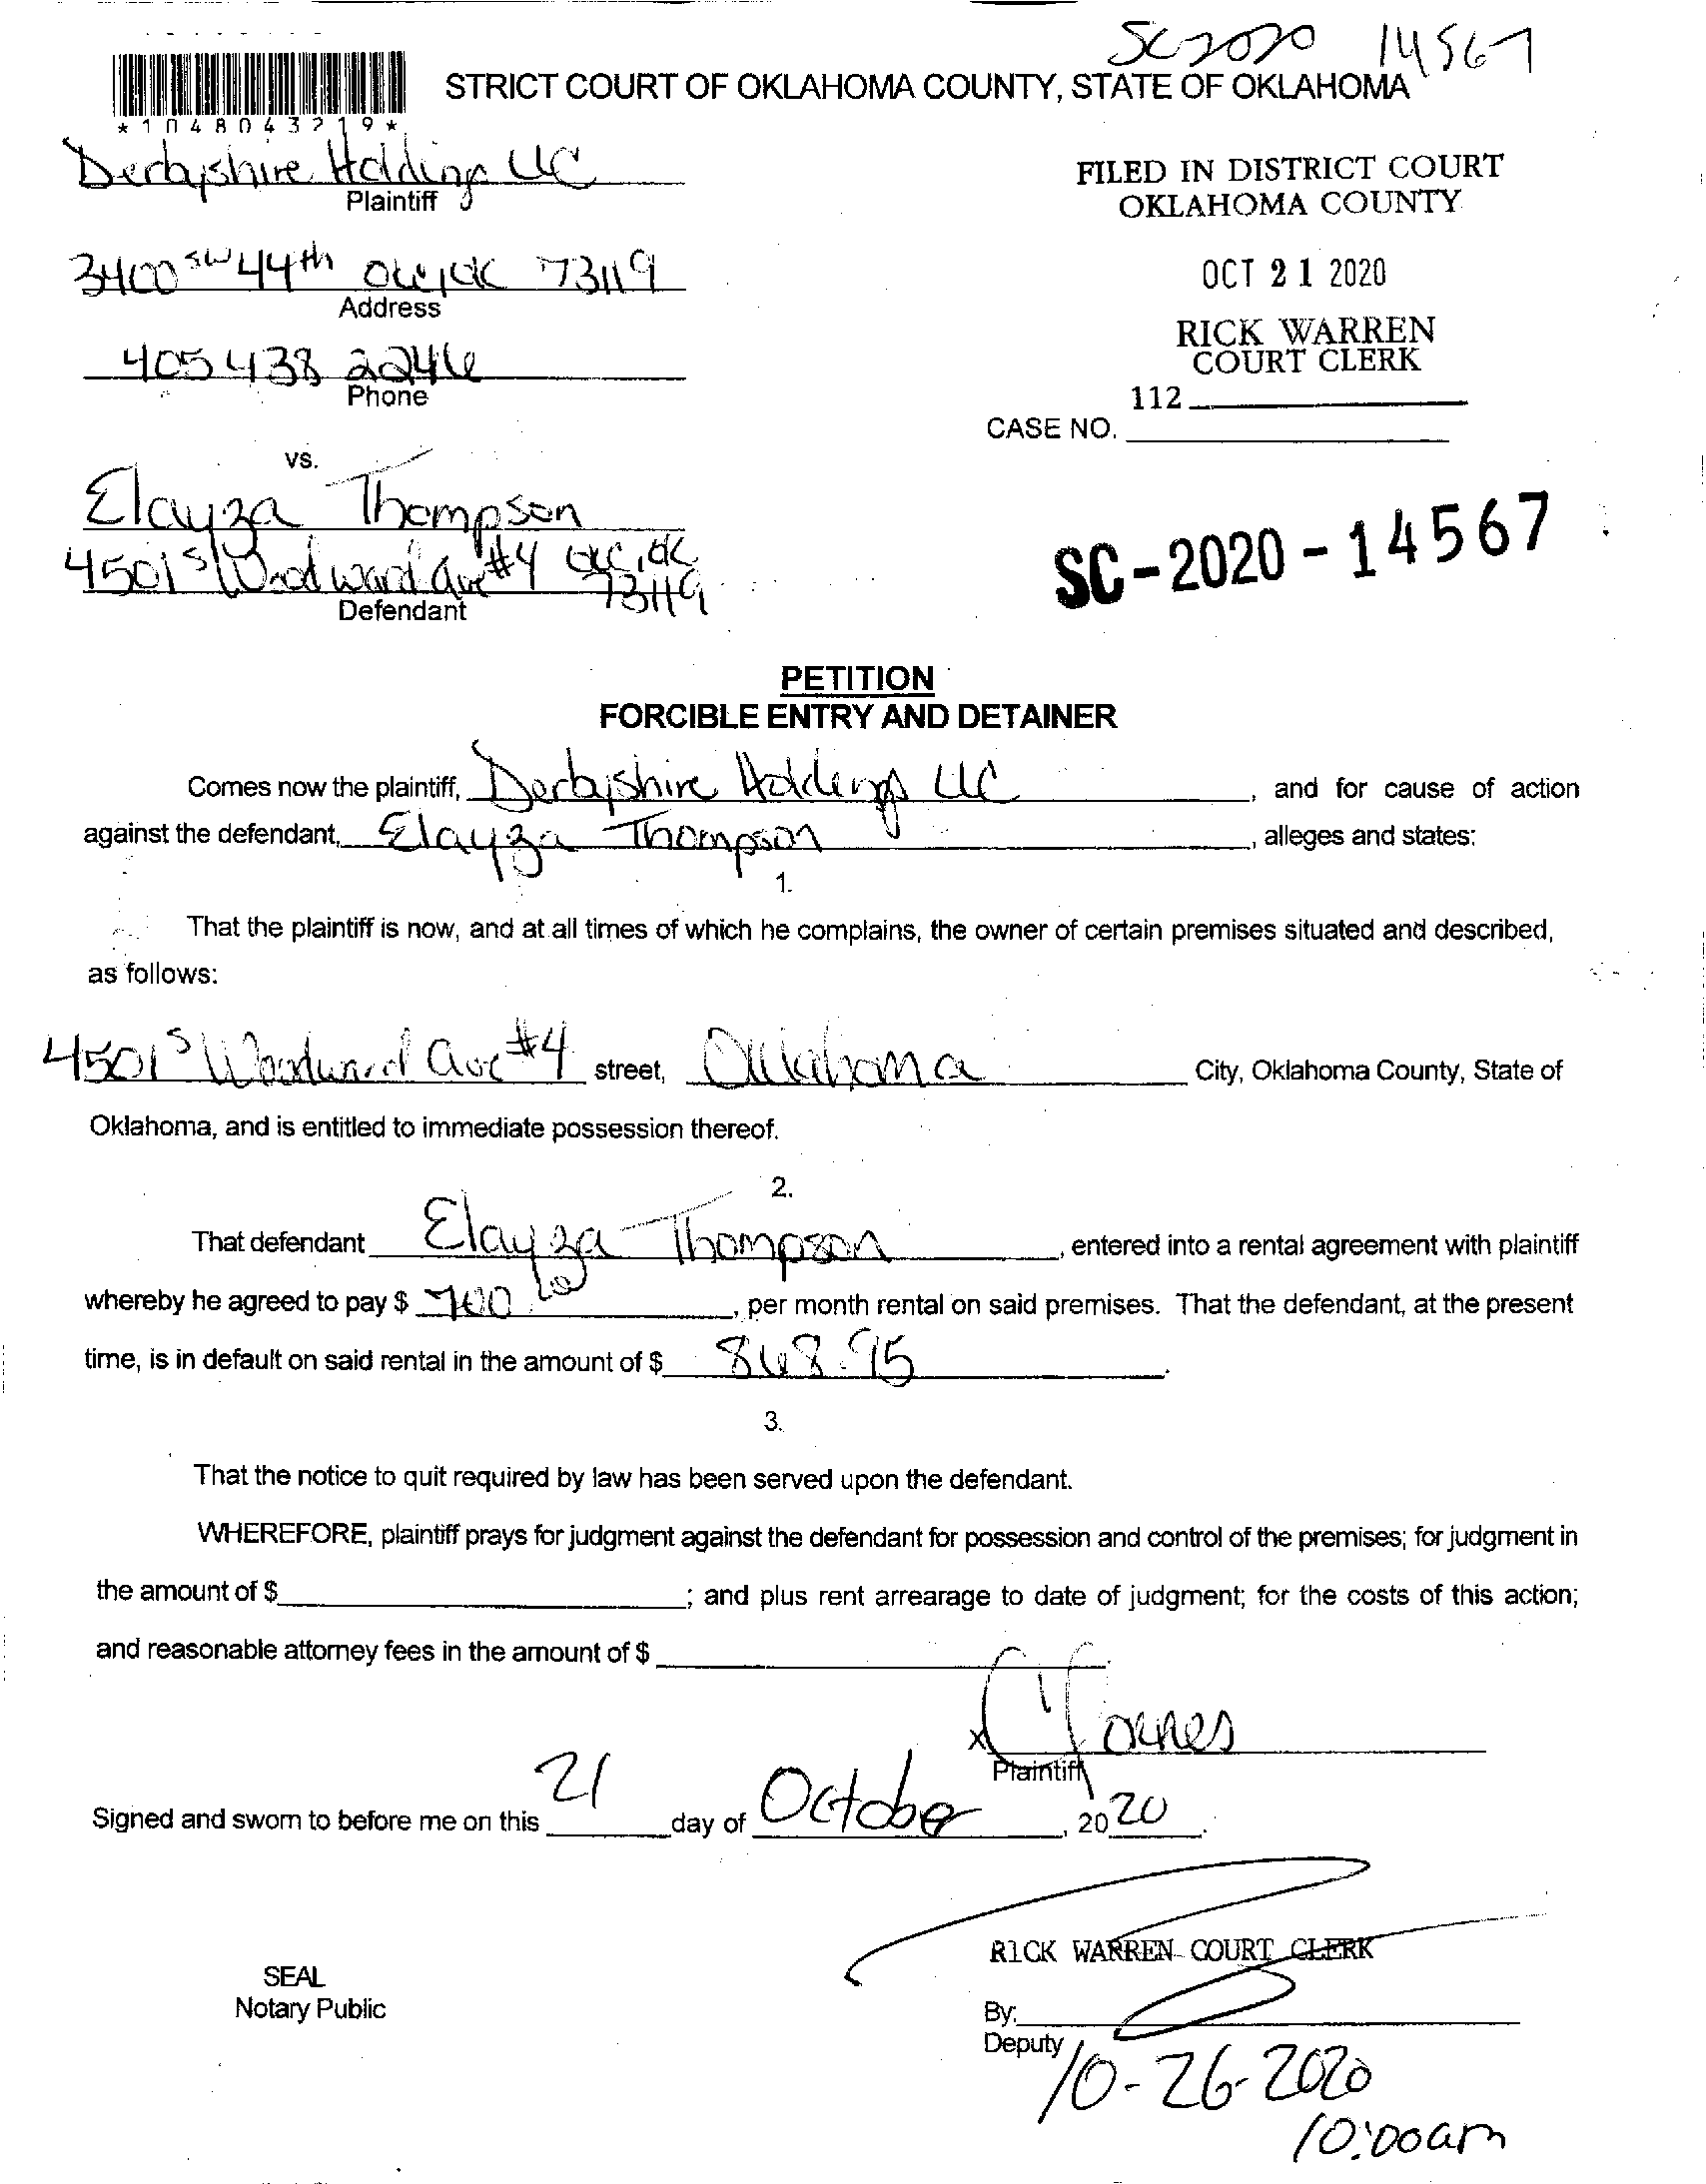 SC2020 14567
STRICT COURT OF OKLAHOMA COUNTY, STATE OF OKLAHOMA
*1048043219*
Derbyshire Holdings LLC
Plaintiff
FILED IN DISTRICT COURT
OKLAHOMA COUNTY
3400 SW 44th OKC, OK 73119
Address
OCT 21 2020
RICK WARREN
COURT CLERK
405 438 2246
Phone
112
CASE NO.
vs.
Elayza Thompson
4501 S Woodward Ave #4 OKC, OK
73119
Defendant
SC-2020-14567
PETITION
FORCIBLE ENTRY AND DETAINER
Comes now the plaintiff, Derbyshire Holdings LLC, and for cause of action
against the defendant, Elayza Thompson, alleges and states:
1.
That the plaintiff is now, and at all times of which he complains, the owner of certain premises situated and described,
as follows:
4501 S Woodward Ave #4 street, Oklahoma City, Oklahoma County, State of
Oklahoma, and is entitled to immediate possession thereof.
2.
That defendant Elayza Thompson, entered into a rental agreement with plaintiff
whereby he agreed to pay $ 700, per month rental on said premises. That the defendant, at the present
time, is in default on said rental in the amount of $ 868.95.
3.
That the notice to quit required by law has been served upon the defendant.
WHEREFORE, plaintiff prays for judgment against the defendant for possession and control of the premises; for judgment in
the amount of $ ; and plus rent arrearage to date of judgment; for the costs of this action;
and reasonable attorney fees in the amount of $
x
Plaintiff
Signed and sworn to before me on this 21 day of October, 2020.
RICK WARREN COURT CLERK
SEAL
Notary Public
By:
Deputy
10-26-2020
10:00am